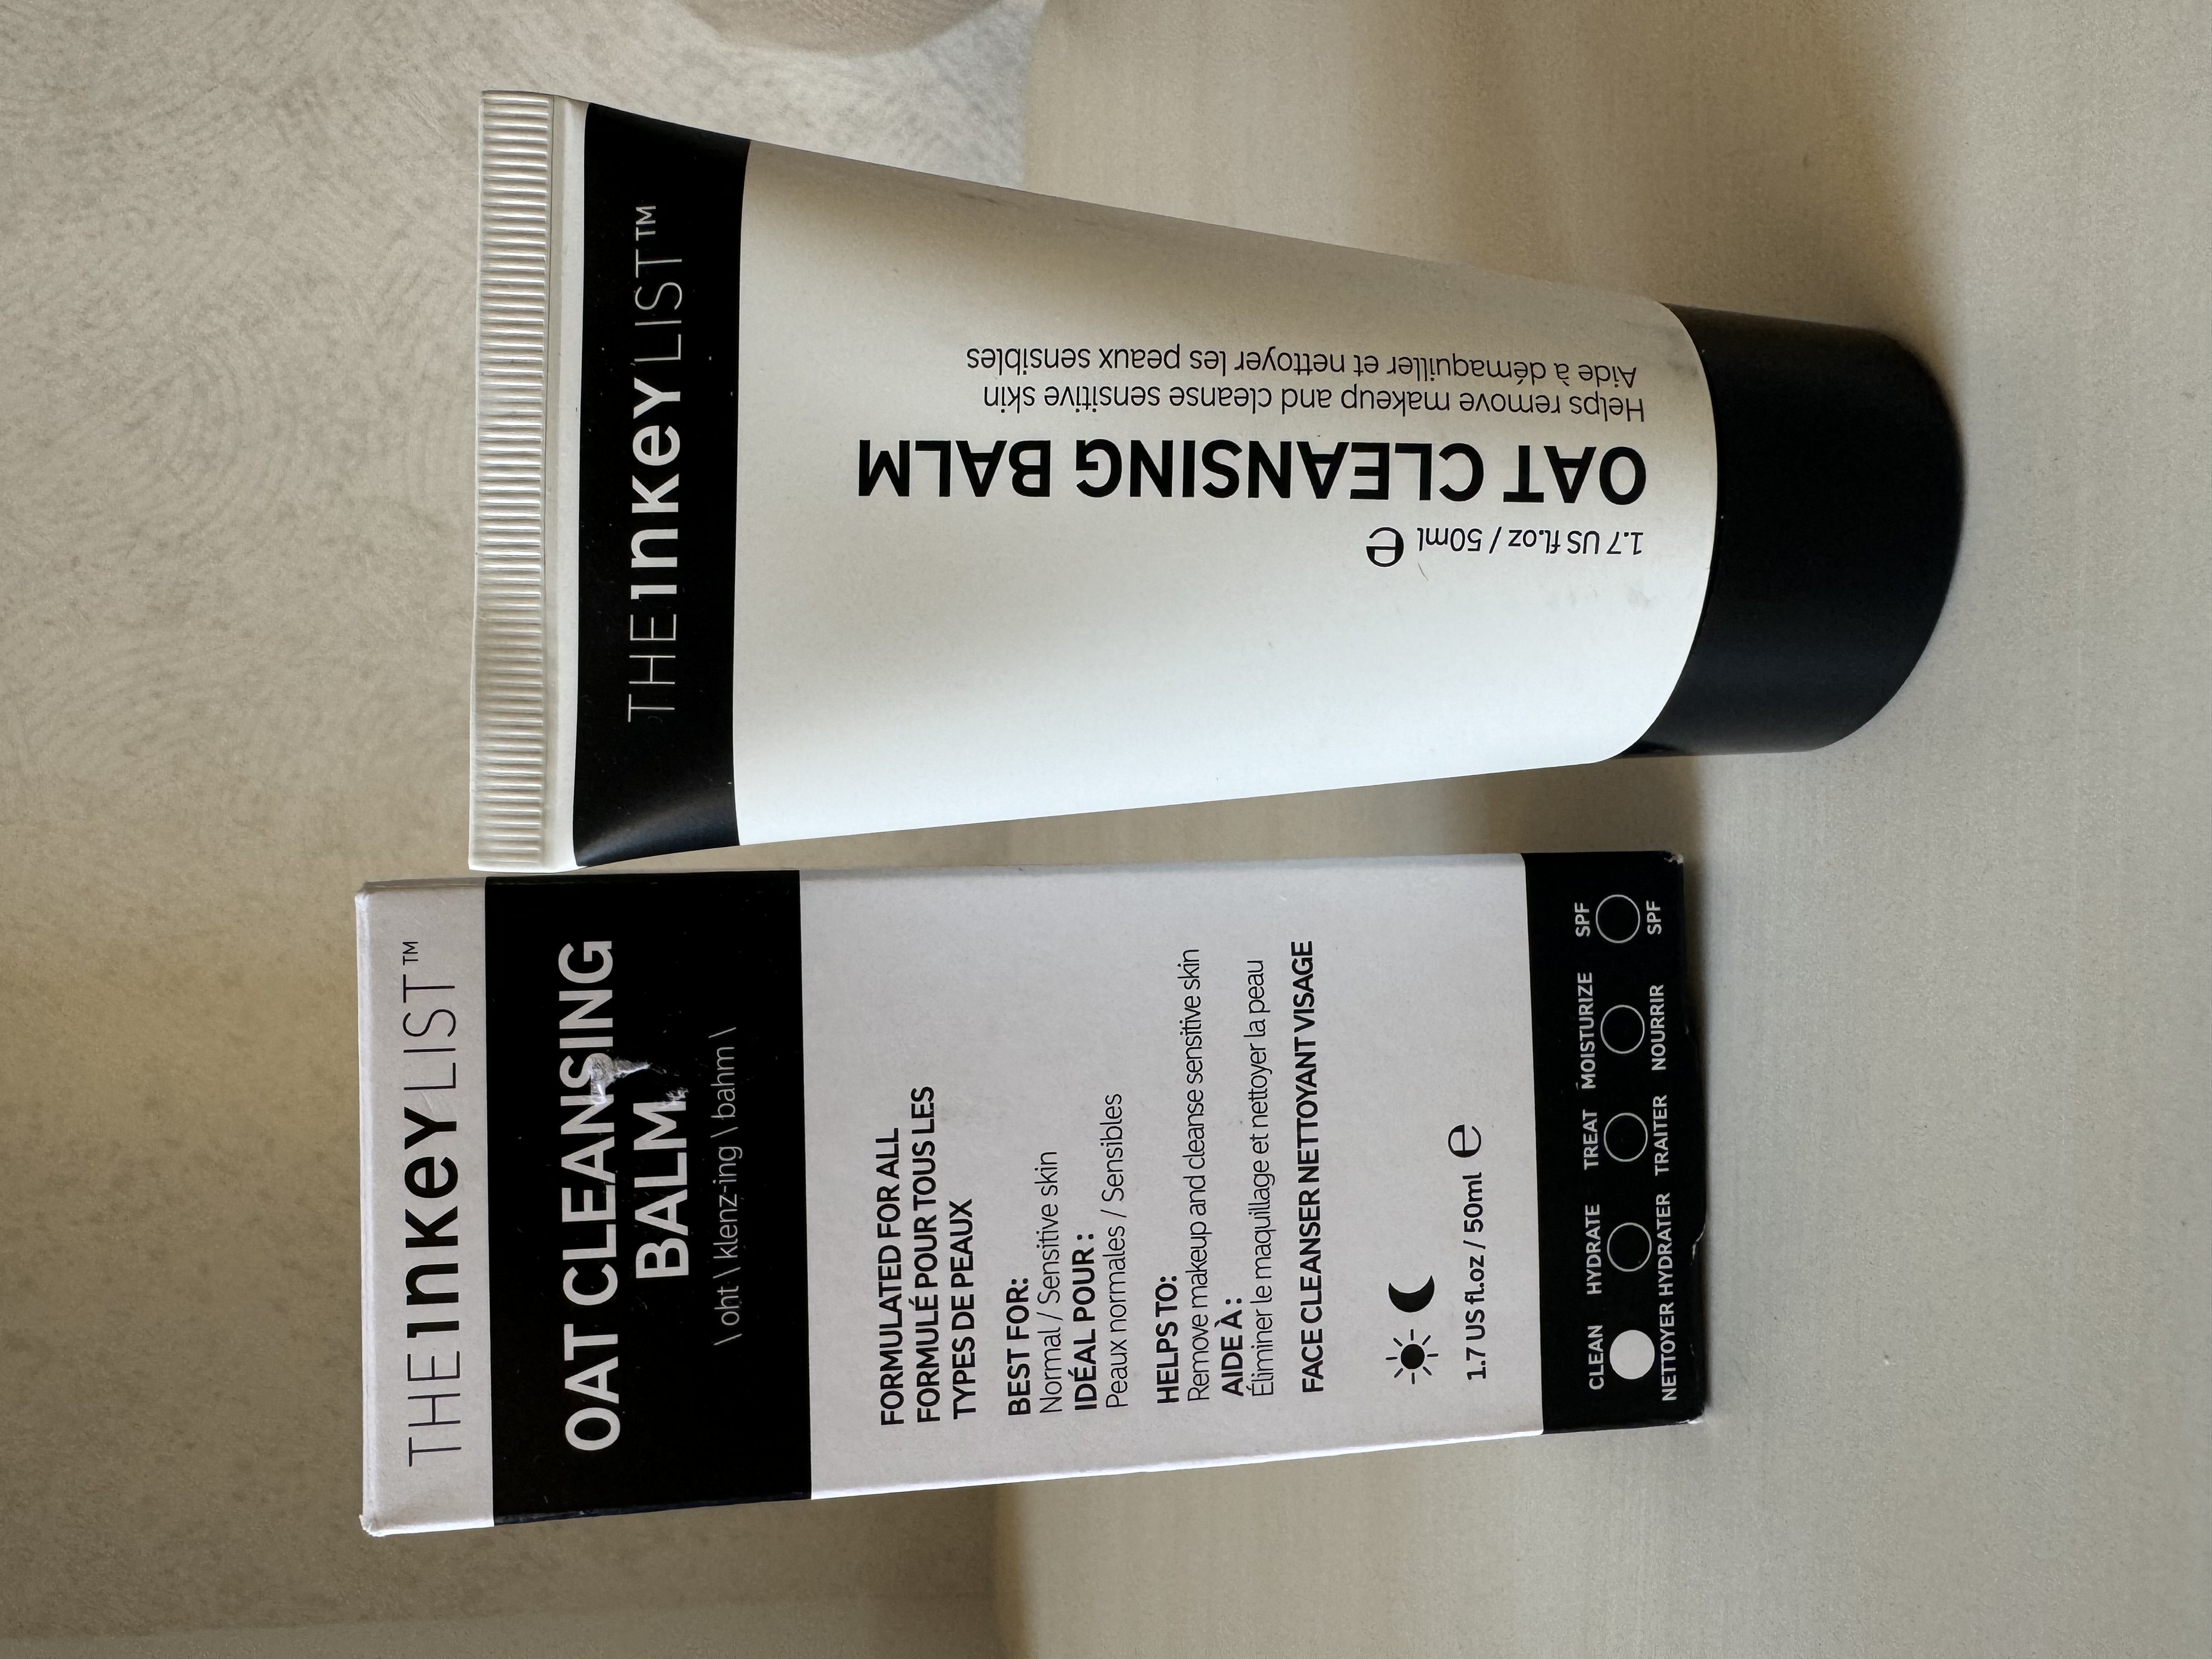 THE INKEY LIST™
OAT CLEANSING
BALM
\ oht \ klenz-ing \ bahm \
FORMULATED FOR ALL
FORMULÉ POUR TOUS LES
TYPES DE PEAUX
BEST FOR:
Normal / Sensitive skin
IDÉAL POUR :
Peaux normales / Sensibles
HELPS TO:
Remove makeup and cleanse sensitive skin
AIDE À :
Éliminer le maquillage et nettoyer la peau
FACE CLEANSER NETTOYANT VISAGE
1.7 US fl.oz / 50ml ℮
CLEAN HYDRATE TREAT MOISTURIZE SPF
NETTOYER HYDRATER TRAITER NOURRIR SPF
THE INKEY LIST™
1.7 US fl.oz / 50ml ℮
OAT CLEANSING BALM
Helps remove makeup and cleanse sensitive skin
Aide à démaquiller et nettoyer les peaux sensibles